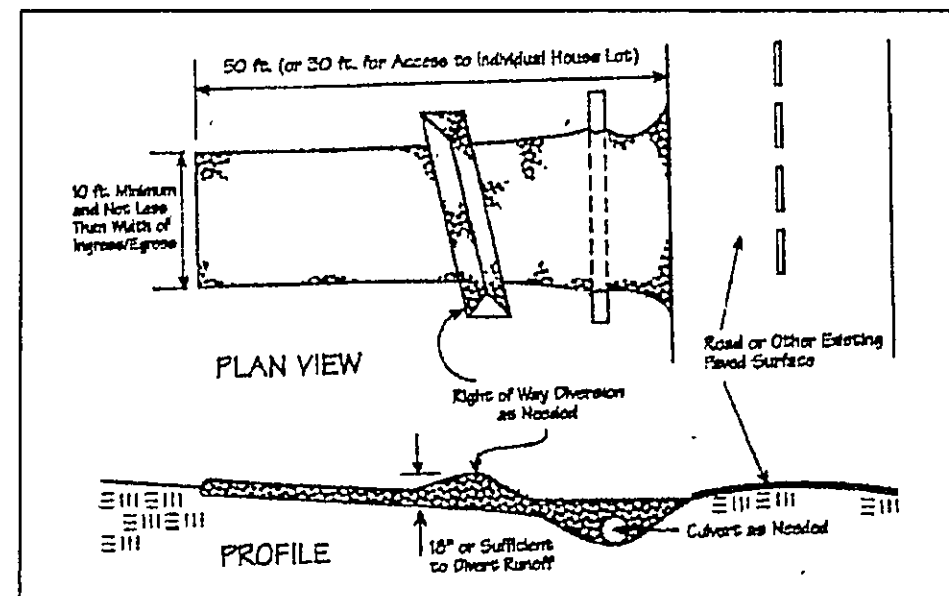 50 ft. (or 30 ft. for Access to Individual House Lot)
10 ft. Minimum
and Not Less
Than Width of
Ingress/Egress
PLAN VIEW
Right of Way Diversion
as Needed
Road or Other Existing
Paved Surface
18" or Sufficient
to Divert Runoff
Culvert as Needed
PROFILE